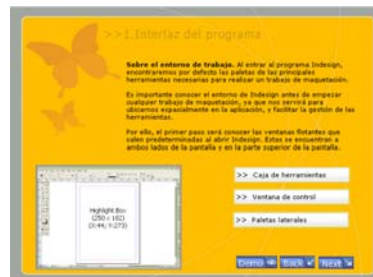 >>1.Interfaz del programa
Sobre el entorno de trabajo. Al entrar al programa Indesign,
encontraremos por defecto las paletas de las principales
herramientas necesarias para realizar un trabajo de maquetación.
Es importante conocer el entorno de Indesign antes de empezar
cualquier trabajo de maquetación, ya que nos servirá para
ubicarnos espacialmente en la aplicación, y facilitar la gestión de las
herramientas.
Por ello, el primer paso será conocer las ventanas flotantes que
salen predeterminadas al abrir Indesign. Estas se encuentran a
ambos lados de la pantalla y en la parte superior de la pantalla.
Highlight Box
(250 x 182)
(X:44; Y:273)
>> Caja de herramientas
>> Ventana de control
>> Paletas laterales
Demo Back Next